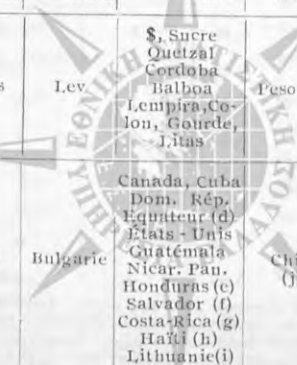 s
Lev
$, Sucre
Quetzal
Cordoba
Balboa
Lempira,Co-
lon, Gourde,
Litas
Peso
Bulgarie
Canada, Cuba
Dom. Rép.
Equateur (d)
États - Unis
Guatémala
Nicar. Pan.
Honduras (e)
Salvador (f)
Costa-Rica (g)
Haïti (h)
Lithuanie(i)
Chi
(j